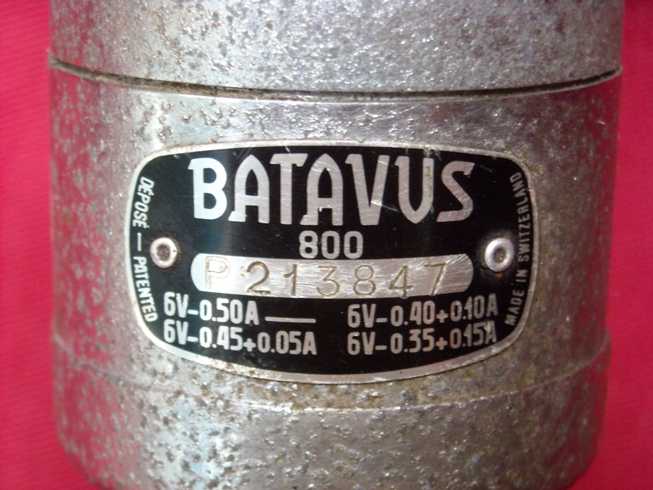 BATAVUS
800
P213847
6V-0.50A — 6V-0.40+0.10A
6V-0.45+0.05A 6V-0.35+0.15A
DÉPOSÉ — PATENTED
MADE IN SWITZERLAND